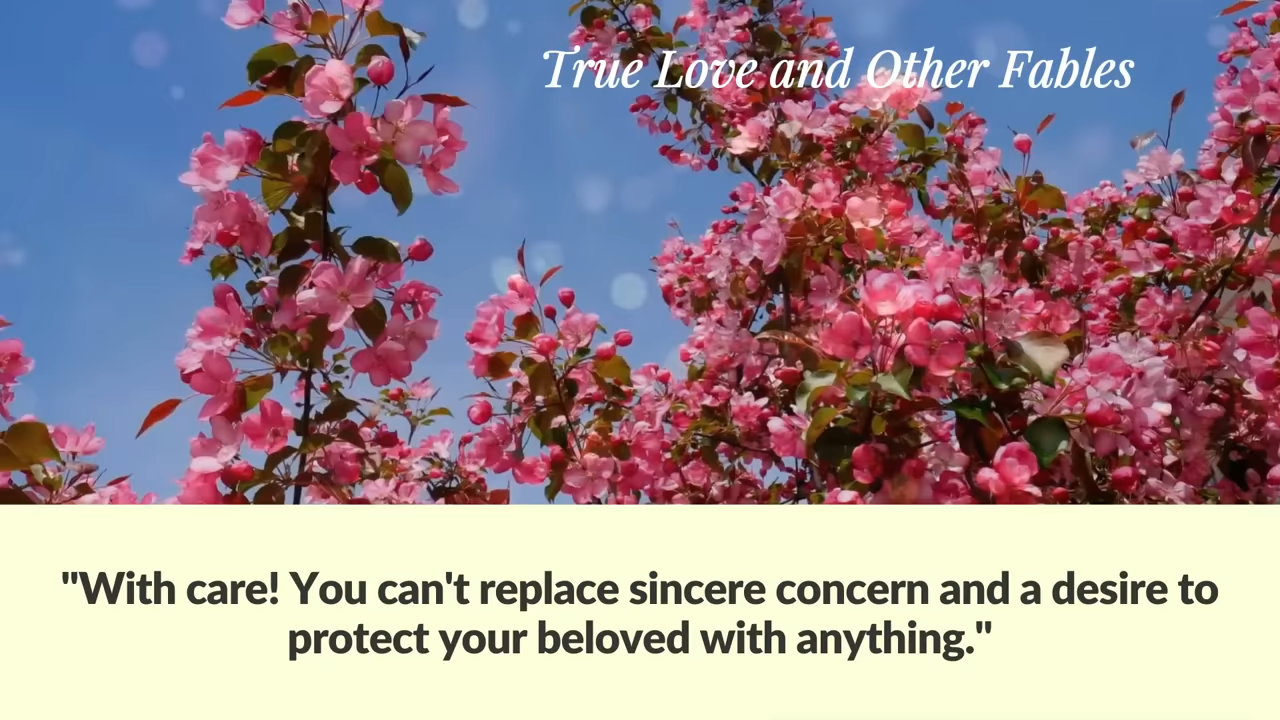 True Love and Other Fables
"With care! You can't replace sincere concern and a desire to
protect your beloved with anything."